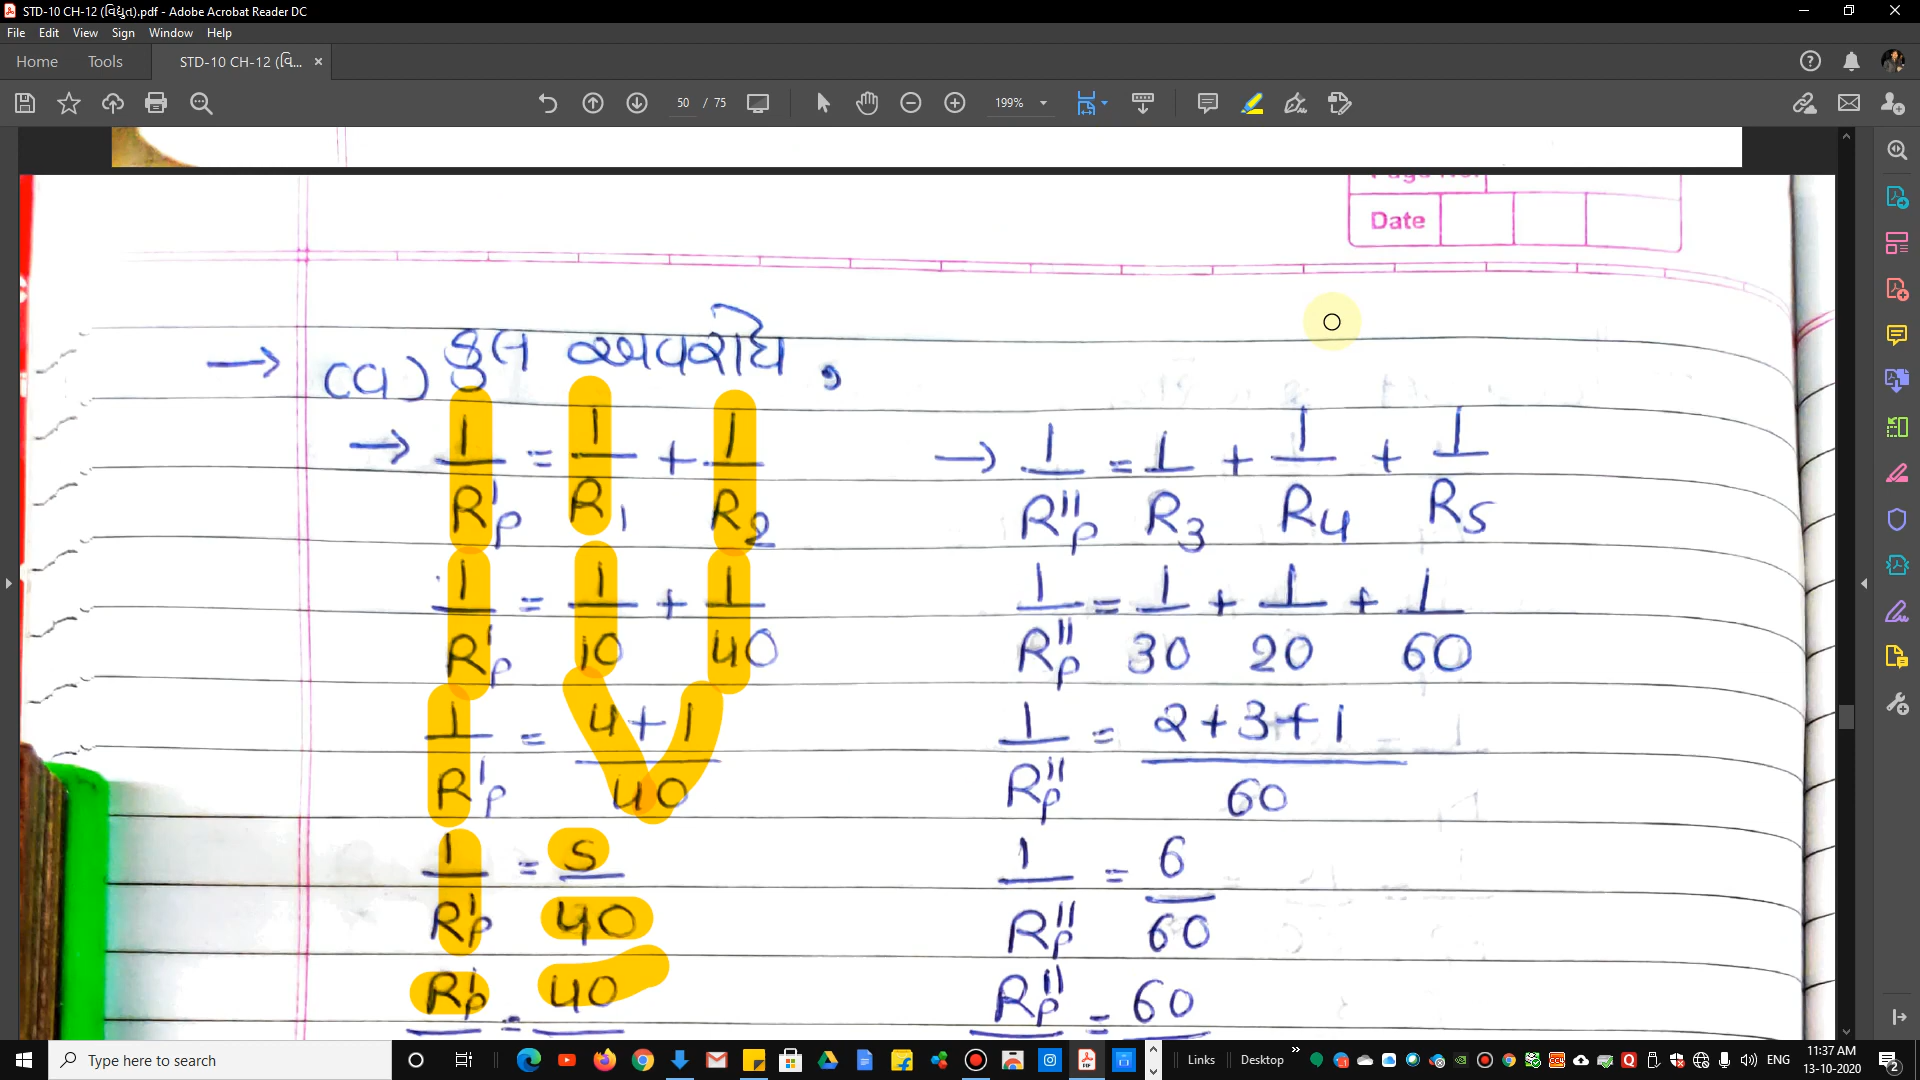 STD-10 CH-12 (વિદ્યુત).pdf - Adobe Acrobat Reader DC
File Edit View Sign Window Help
Home Tools STD-10 CH-12 (વિ... ×
50 / 75 199%
Date
→ (a) કુલ અવરોધ,
→ 1/R'p = 1/R1 + 1/R2
1/R'p = 1/10 + 1/40
1/R'p = 4+1/40
1/R'p = 5/40
R'p = 40
→ 1/R''p = 1/R3 + 1/R4 + 1/R5
1/R''p = 1/30 + 1/20 + 1/60
1/R''p = 2+3+1/60
1/R''p = 6/60
R''p = 60
Type here to search
Links Desktop » ENG 11:37 AM
13-10-2020 2